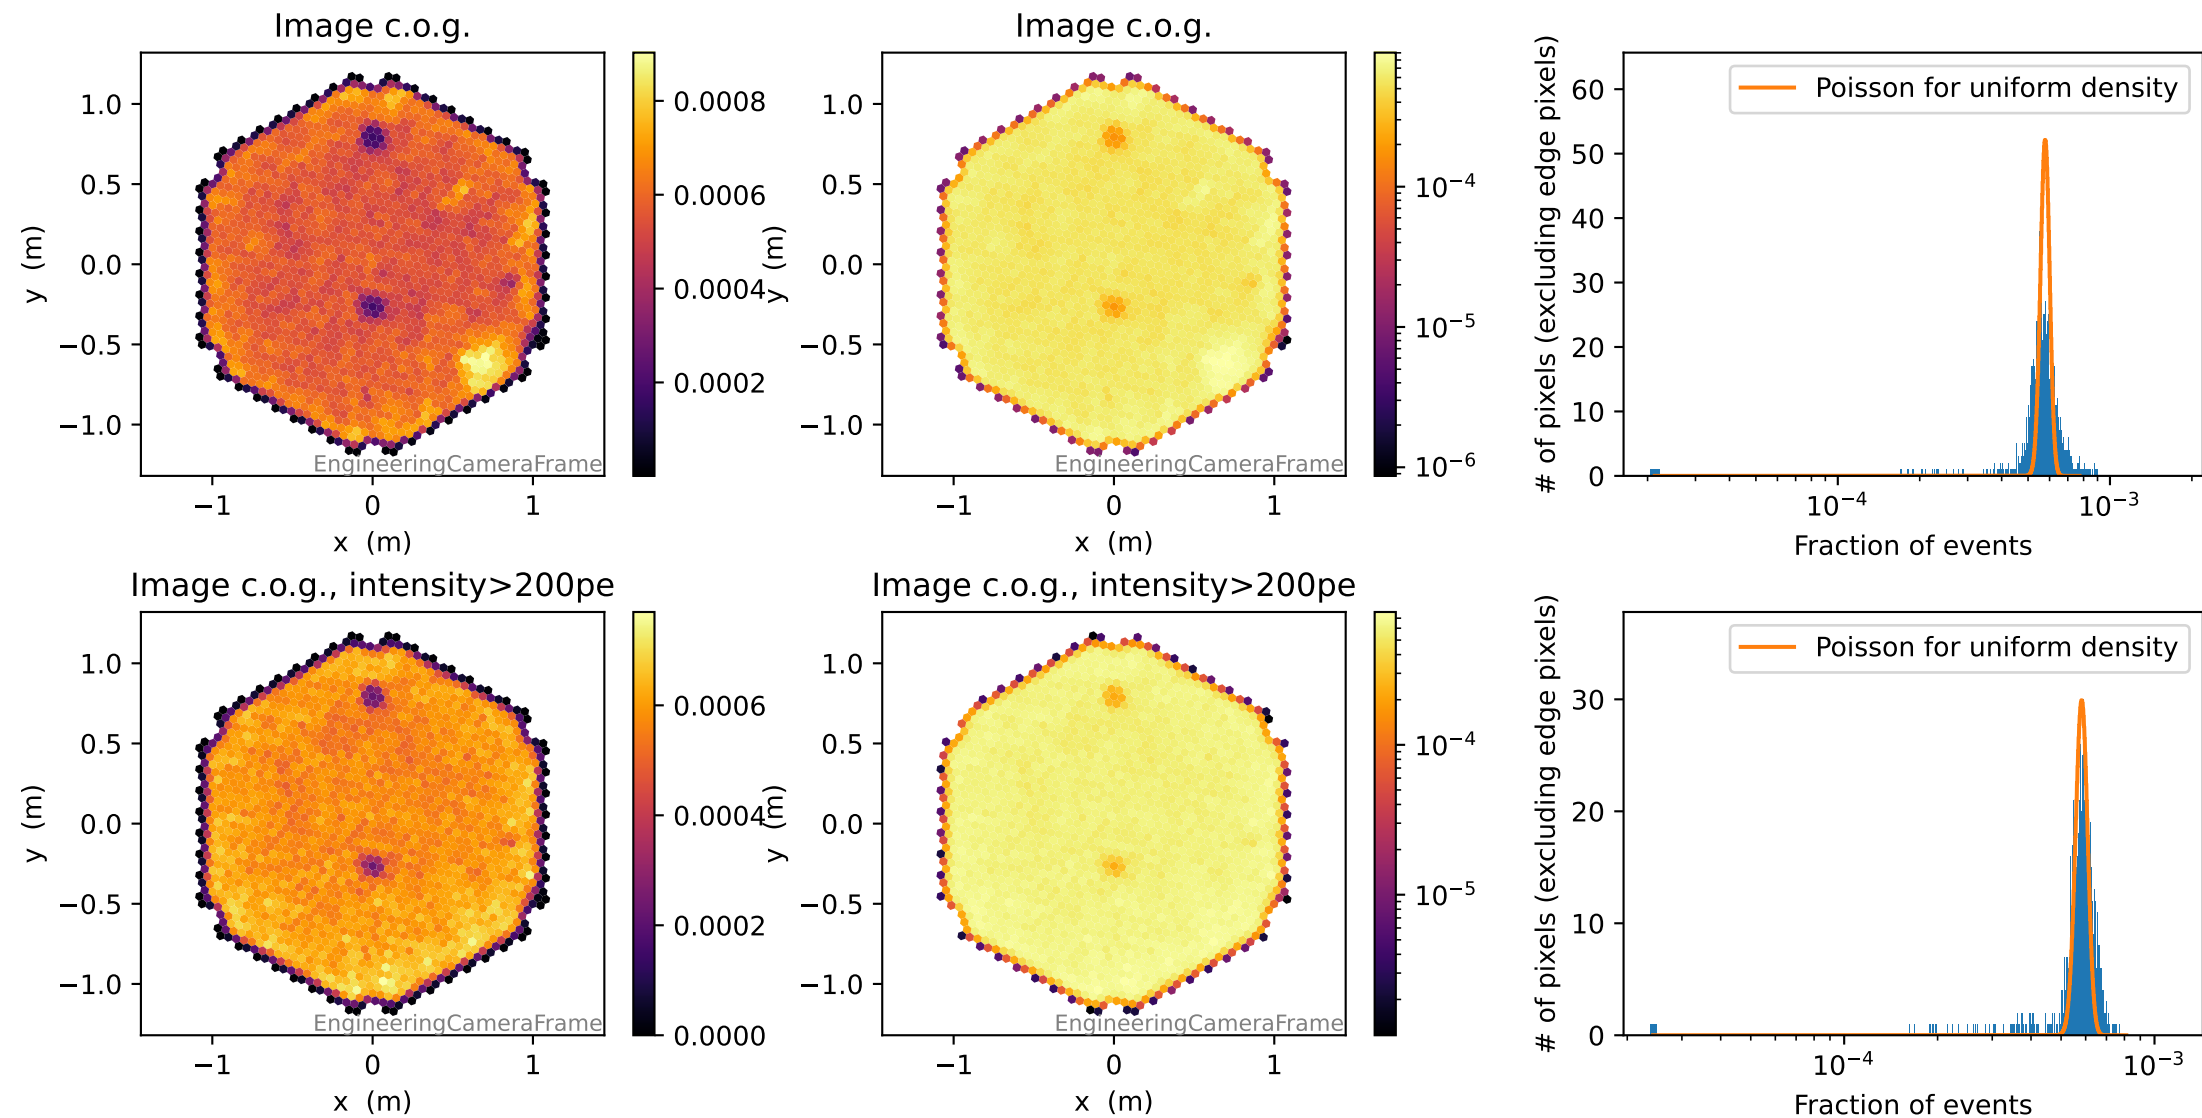 Image c.o.g.
1.0
0.5
0.0
−0.5
−1.0
y (m)
−1
0
1
x (m)
EngineeringCameraFrame
0.0008
0.0006
0.0004
0.0002
Image c.o.g.
1.0
0.5
0.0
−0.5
−1.0
y (m)
−1
0
1
x (m)
EngineeringCameraFrame
10⁻⁴
10⁻⁵
10⁻⁶
# of pixels (excluding edge pixels)
60
50
40
30
20
10
0
Poisson for uniform density
10⁻⁴
10⁻³
Fraction of events
Image c.o.g., intensity>200pe
1.0
0.5
0.0
−0.5
−1.0
y (m)
−1
0
1
x (m)
EngineeringCameraFrame
0.0006
0.0004
0.0002
0.0000
Image c.o.g., intensity>200pe
1.0
0.5
0.0
−0.5
−1.0
y (m)
−1
0
1
x (m)
EngineeringCameraFrame
10⁻⁴
10⁻⁵
# of pixels (excluding edge pixels)
30
20
10
0
Poisson for uniform density
10⁻⁴
10⁻³
Fraction of events